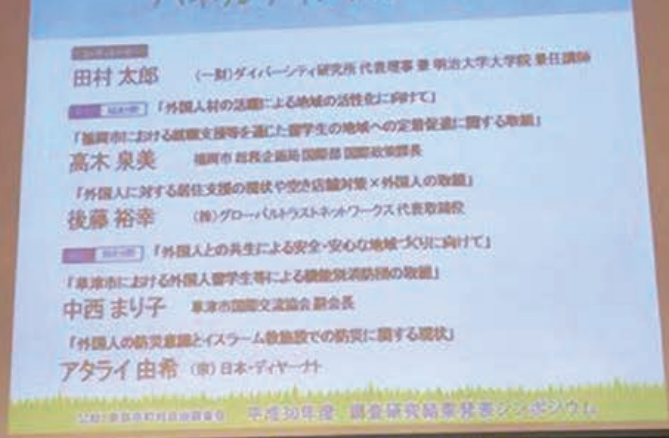 田村 太郎 (一財)ダイバーシティ研究所 代表理事 兼 明治大学大学院 兼任講師
「外国人材の活躍による地域の活性化に向けて」
「福岡市における就職支援等を通じた留学生の地域への定着促進に関する取組」
高木 泉美 福岡市 総務企画局 国際部 国際政策課長
「外国人に対する居住支援の現状や空き店舗対策×外国人の取組」
後藤 裕幸 (株)グローバルトラストネットワークス 代表取締役
「外国人との共生による安全・安心な地域づくりに向けて」
「草津市における外国人留学生等による機能別消防団の取組」
中西 まり子 草津市国際交流協会 副会長
「外国人の防災意識とイスラーム教施設での防災に関する現状」
アタライ 由希 (宗)日本・ディヤーナト
平成30年度 調査研究結果発表シンポジウム